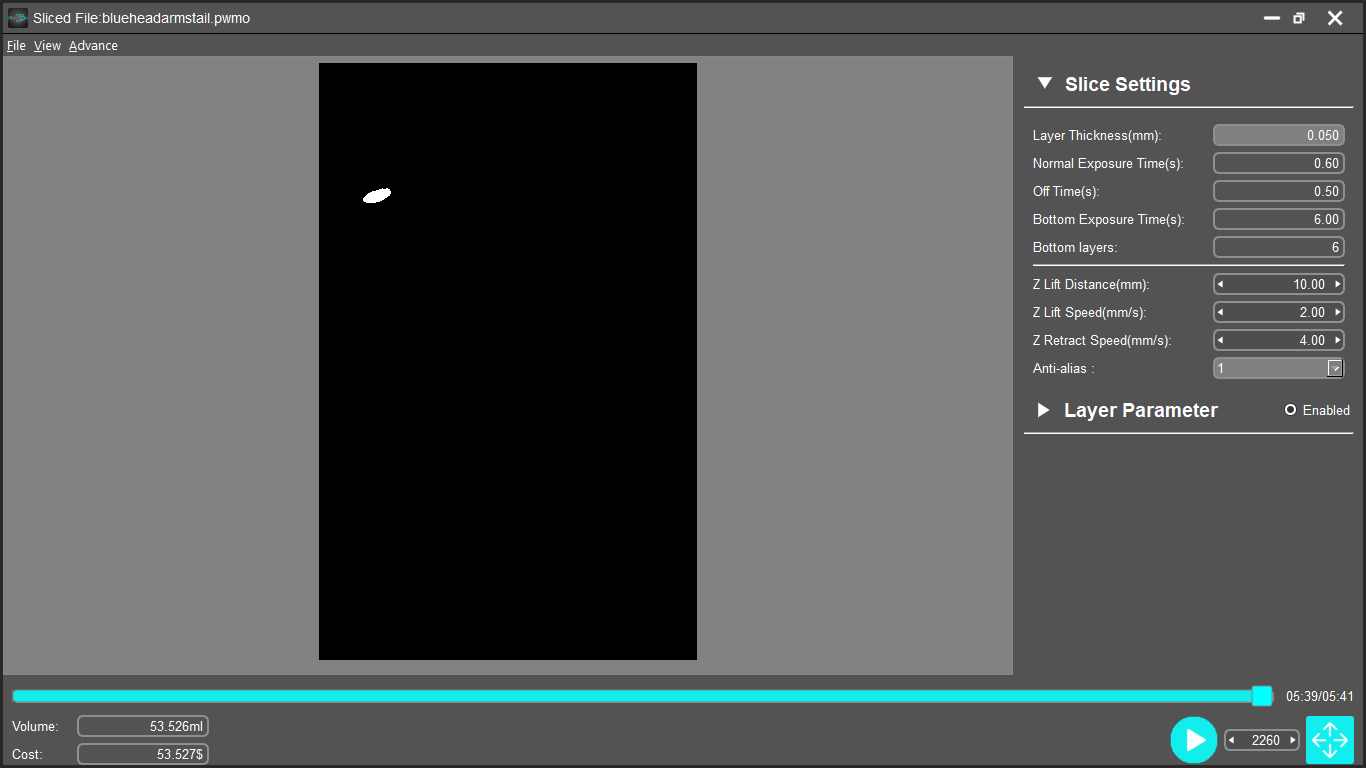 Sliced File:blueheadarmstail.pwmo
File View Advance
Slice Settings
Layer Thickness(mm): 0.050
Normal Exposure Time(s): 0.60
Off Time(s): 0.50
Bottom Exposure Time(s): 6.00
Bottom layers: 6
Z Lift Distance(mm): 10.00
Z Lift Speed(mm/s): 2.00
Z Retract Speed(mm/s): 4.00
Anti-alias : 1
Layer Parameter Enabled
05:39/05:41
Volume: 53.526ml
2260
Cost: 53.527$